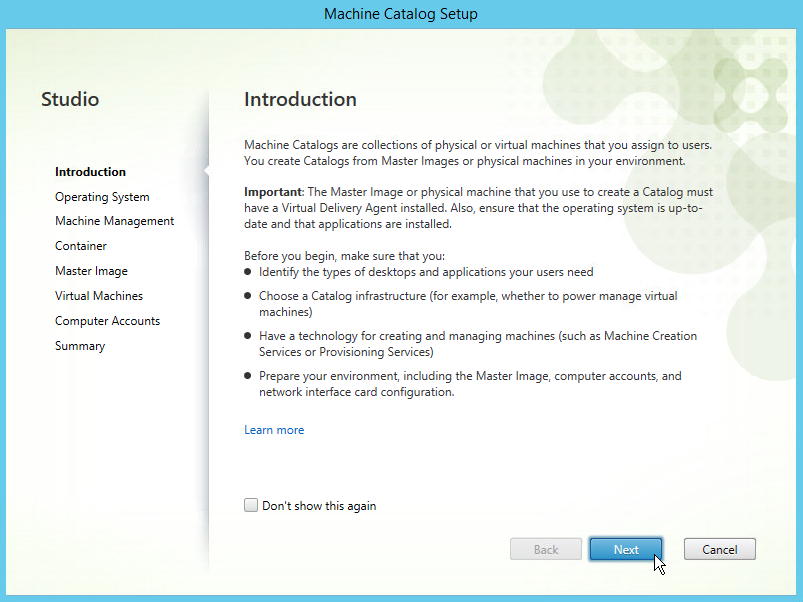 Machine Catalog Setup
Studio
Introduction
Operating System
Machine Management
Container
Master Image
Virtual Machines
Computer Accounts
Summary
Introduction
Machine Catalogs are collections of physical or virtual machines that you assign to users.
You create Catalogs from Master Images or physical machines in your environment.
Important: The Master Image or physical machine that you use to create a Catalog must
have a Virtual Delivery Agent installed. Also, ensure that the operating system is up-to-
date and that applications are installed.
Before you begin, make sure that you:
● Identify the types of desktops and applications your users need
● Choose a Catalog infrastructure (for example, whether to power manage virtual
machines)
● Have a technology for creating and managing machines (such as Machine Creation
Services or Provisioning Services)
● Prepare your environment, including the Master Image, computer accounts, and
network interface card configuration.
Learn more
Don't show this again
Back
Next
Cancel